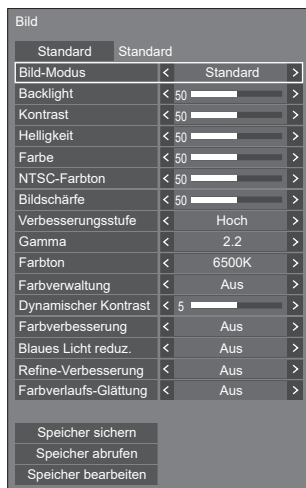 Bild
Standard Standard
Bild-Modus < Standard >
Backlight < 50 >
Kontrast < 50 >
Helligkeit < 50 >
Farbe < 50 >
NTSC-Farbton < 50 >
Bildschärfe < 50 >
Verbesserungsstufe < Hoch >
Gamma < 2.2 >
Farbton < 6500K >
Farbverwaltung < Aus >
Dynamischer Kontrast < 5 >
Farbverbesserung < Aus >
Blaues Licht reduz. < Aus >
Refine-Verbesserung < Aus >
Farbverlaufs-Glättung < Aus >
Speicher sichern
Speicher abrufen
Speicher bearbeiten